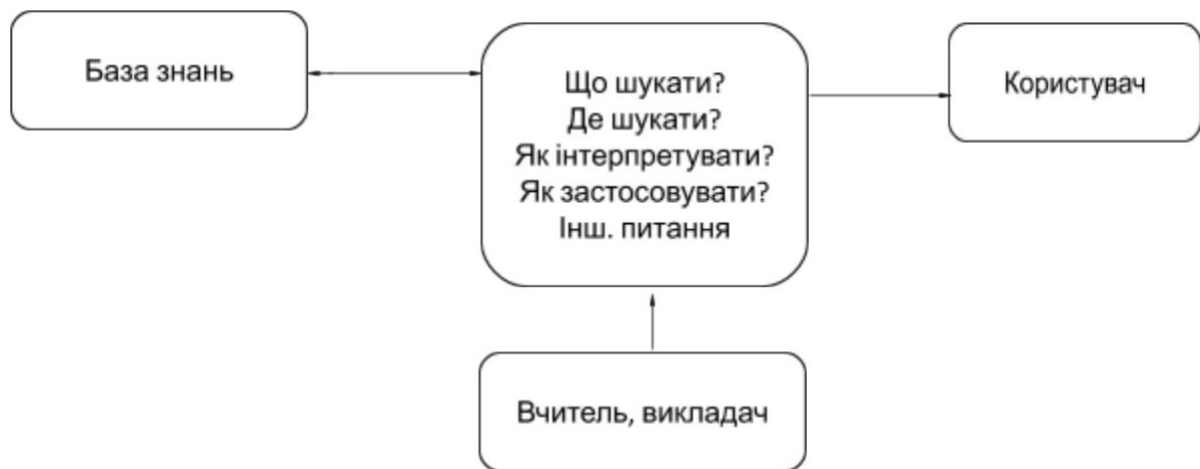 База знань
Що шукати?
Де шукати?
Як інтерпретувати?
Як застосовувати?
Інш. питання
Користувач
Вчитель, викладач